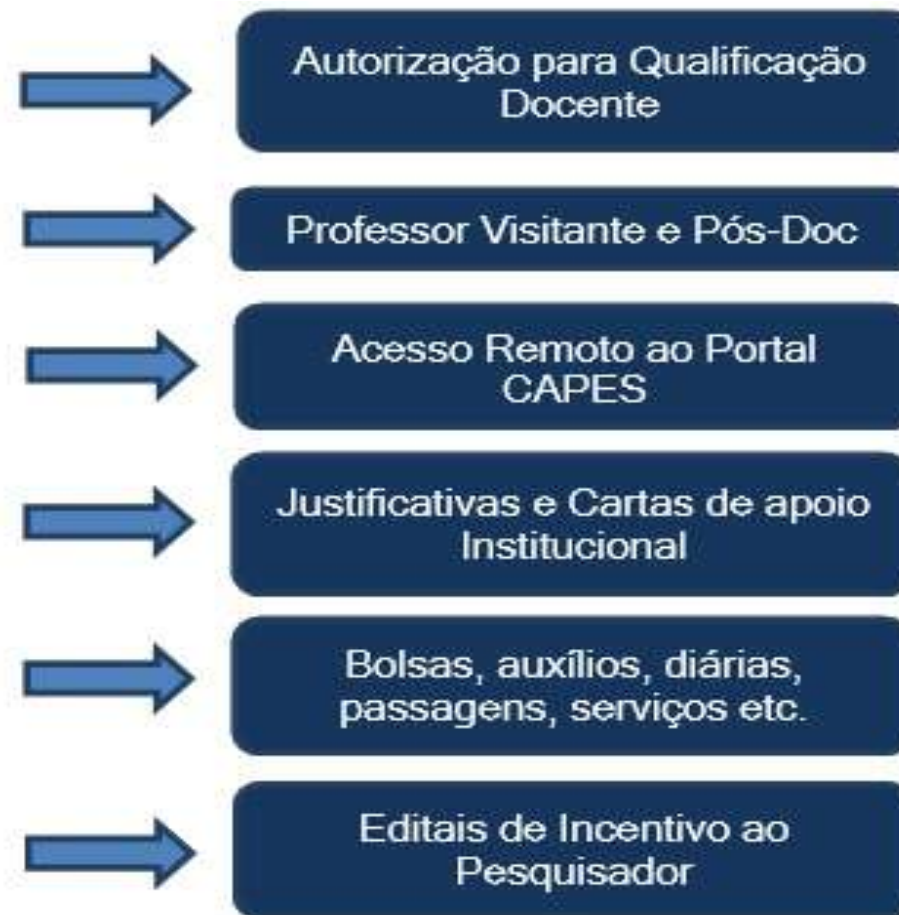 Autorização para Qualificação
Docente
Professor Visitante e Pós-Doc
Acesso Remoto ao Portal
CAPES
Justificativas e Cartas de apoio
Institucional
Bolsas, auxílios, diárias,
passagens, serviços etc.
Editais de Incentivo ao
Pesquisador